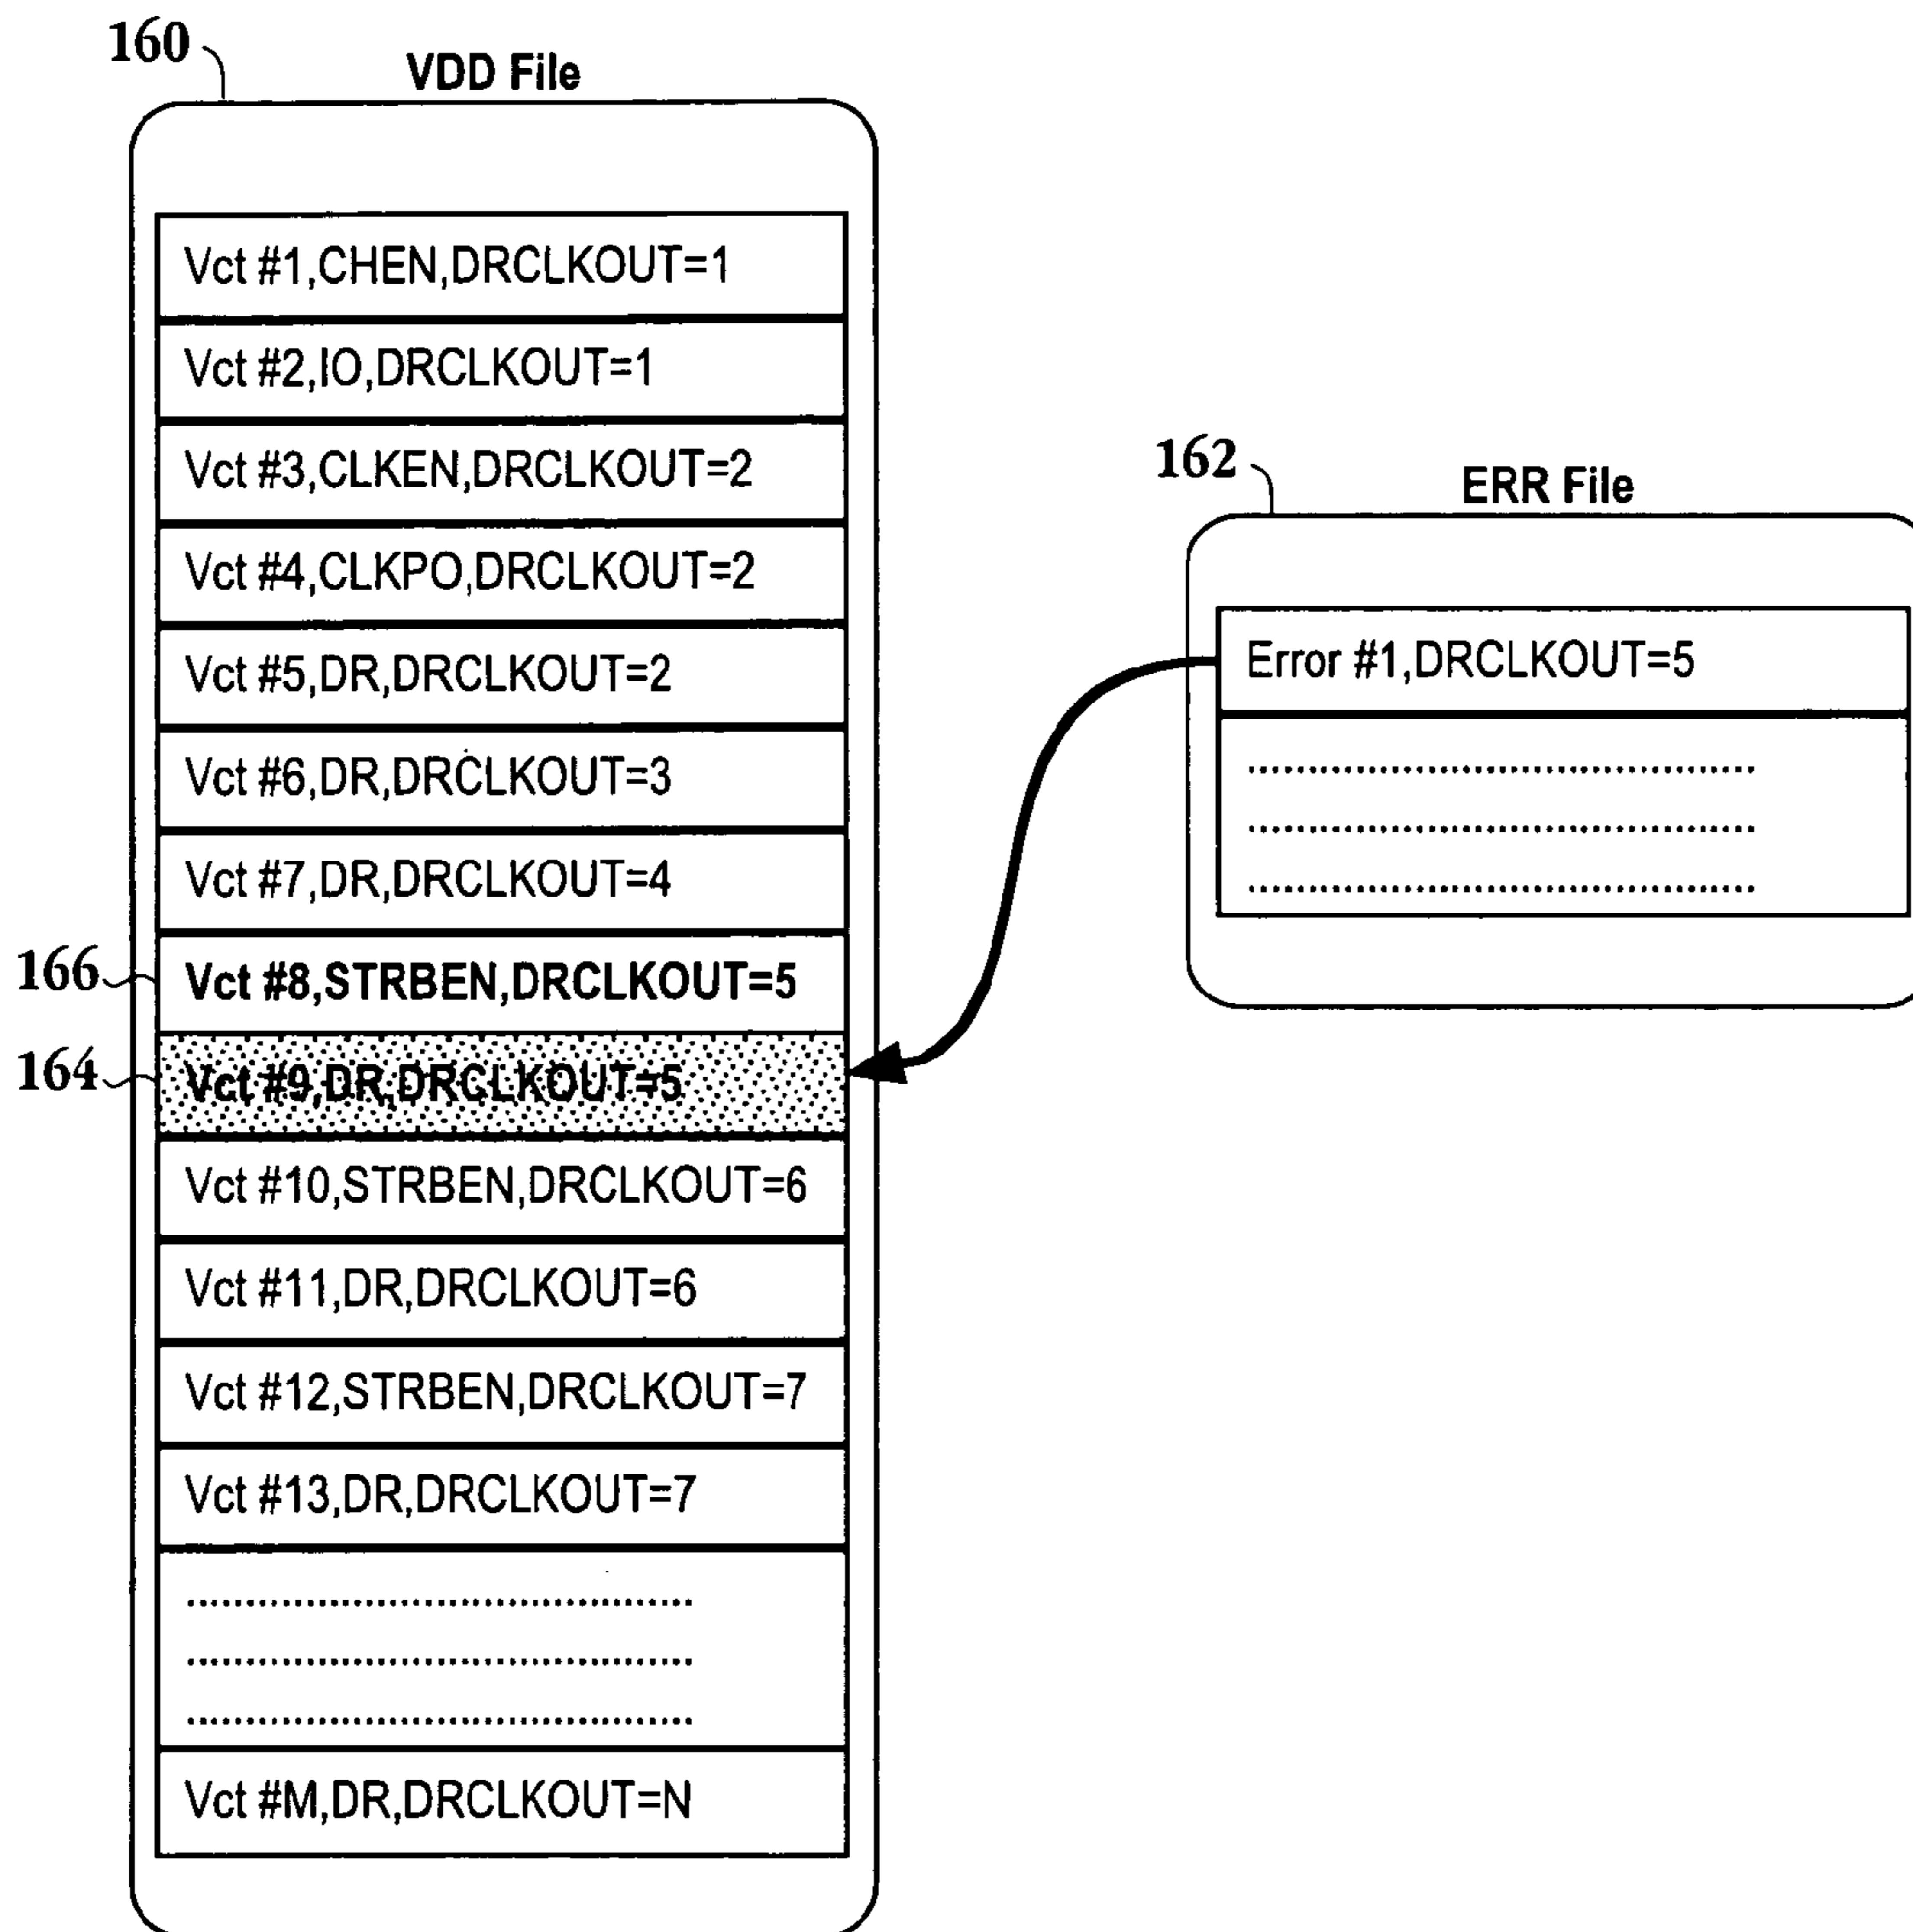 160
VDD File
Vct #1,CHEN,DRCLKOUT=1
Vct #2,IO,DRCLKOUT=1
Vct #3,CLKEN,DRCLKOUT=2
Vct #4,CLKPO,DRCLKOUT=2
Vct #5,DR,DRCLKOUT=2
Vct #6,DR,DRCLKOUT=3
Vct #7,DR,DRCLKOUT=4
166
Vct #8,STRBEN,DRCLKOUT=5
164
Vct #9,DR,DRCLKOUT=5
Vct #10,STRBEN,DRCLKOUT=6
Vct #11,DR,DRCLKOUT=6
Vct #12,STRBEN,DRCLKOUT=7
Vct #13,DR,DRCLKOUT=7
Vct #M,DR,DRCLKOUT=N
162
ERR File
Error #1,DRCLKOUT=5